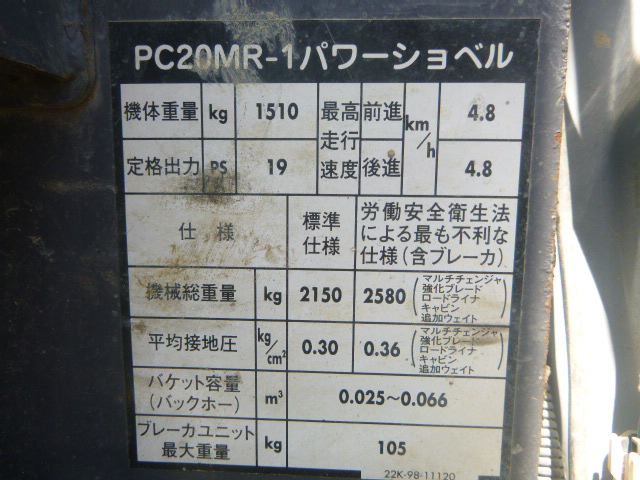 PC20MR-1パワーショベル
機体重量 kg 1510 最高走行速度 前進 km/h 4.8
定格出力 PS 19 後進 4.8
仕様 標準仕様 労働安全衛生法による最も不利な仕様(含ブレーカ)
機械総重量 kg 2150 2580 (マルチチェンジャ 強化ブレード ロードライナ キャビン 追加ウェイト)
平均接地圧 kg/cm² 0.30 0.36 (マルチチェンジャ 強化ブレード ロードライナ キャビン 追加ウェイト)
バケット容量(バックホー) m³ 0.025～0.066
ブレーカユニット最大重量 kg 105
22K-98-11120